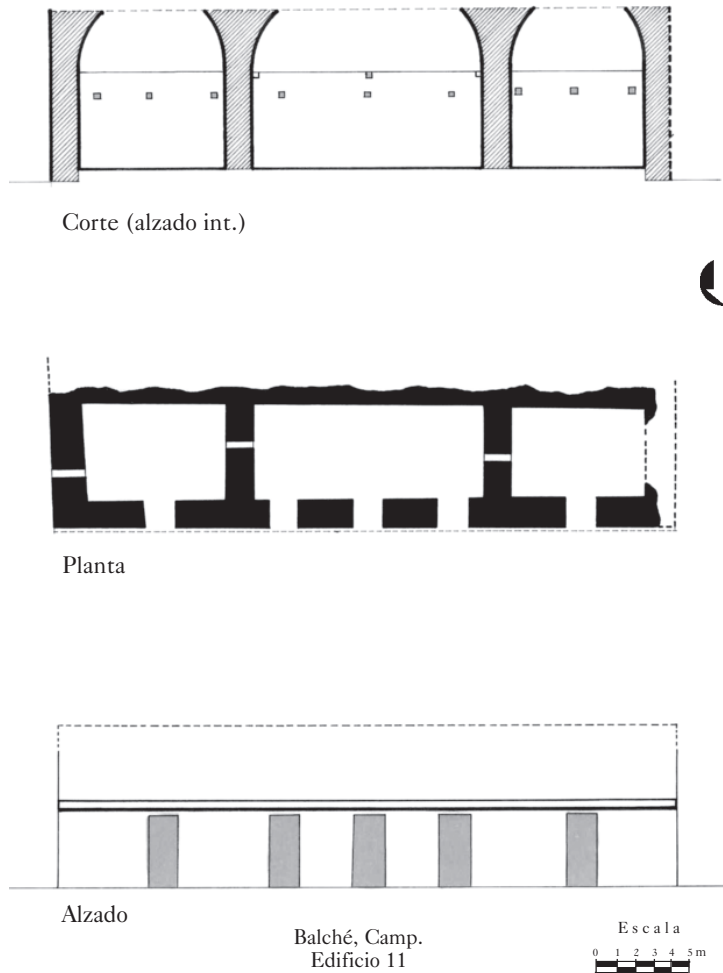 Corte (alzado int.)
Planta
Alzado
Balché, Camp.
Edificio 11
Escala
0 1 2 3 4 5 m